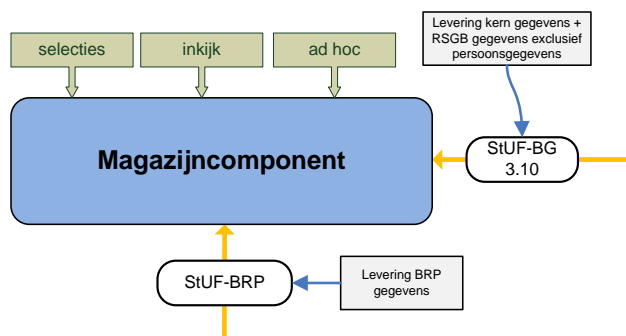 Levering kern gegevens +
RSGB gegevens exclusief
persoonsgegevens
selecties
inkijk
ad hoc
Magazijncomponent
StUF-BG
3.10
StUF-BRP
Levering BRP
gegevens